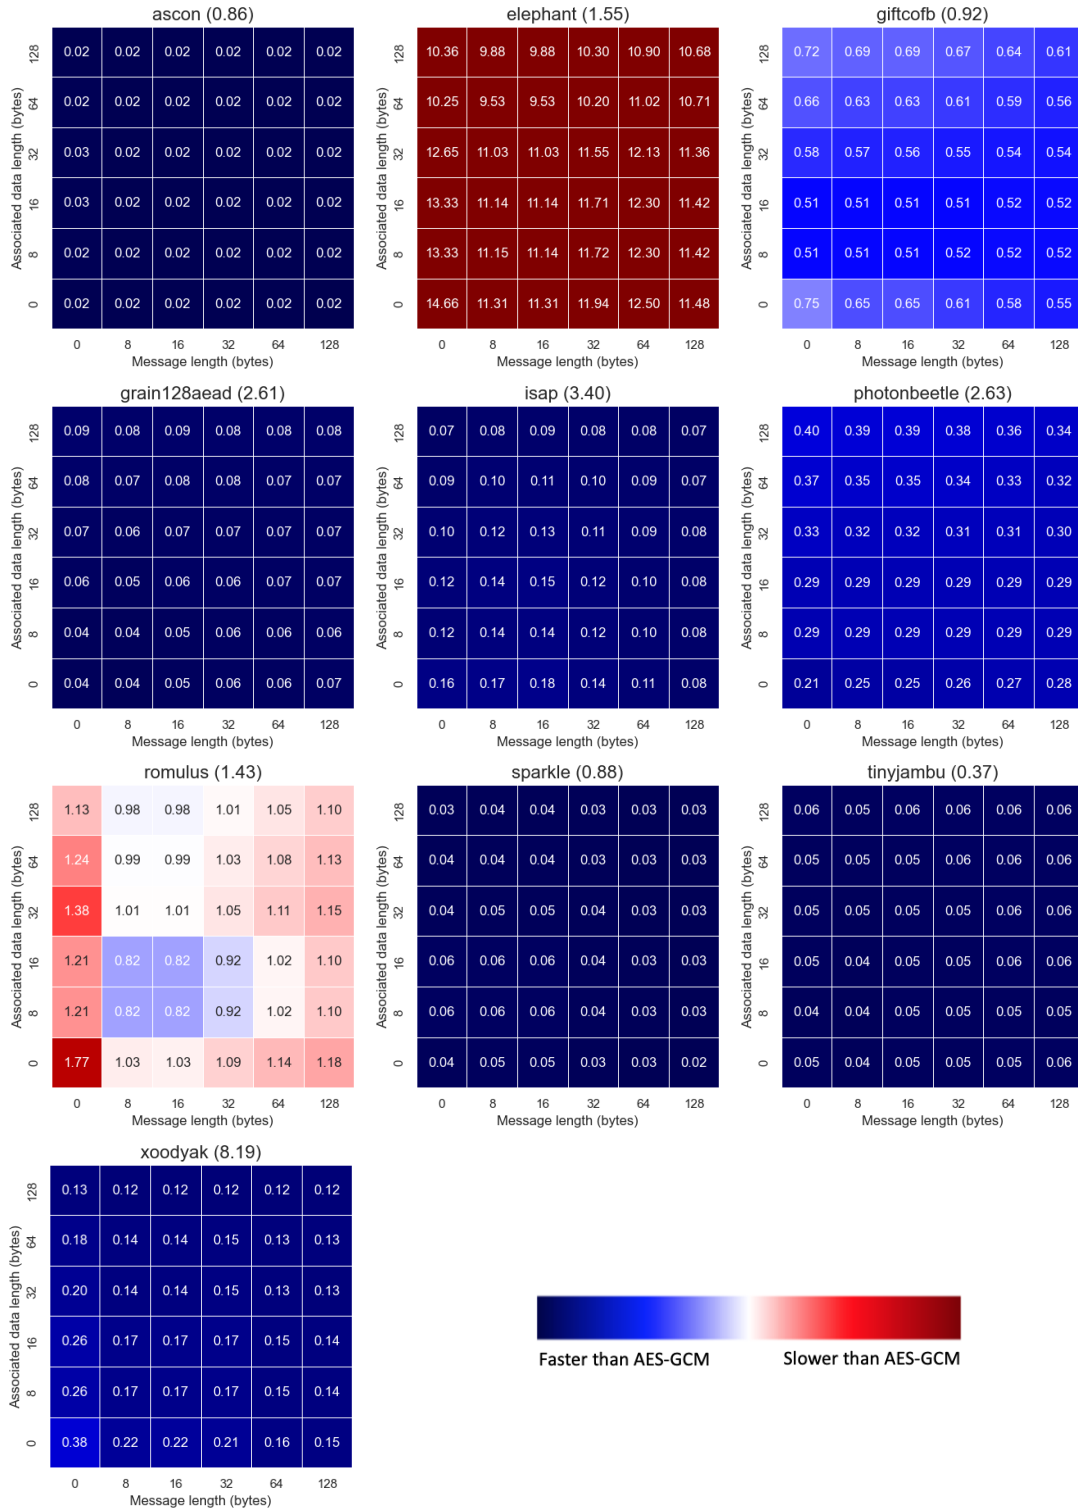 ascon (0.86)
Associated data length (bytes)
128 0.02 0.02 0.02 0.02 0.02 0.02
64 0.02 0.02 0.02 0.02 0.02 0.02
32 0.03 0.02 0.02 0.02 0.02 0.02
16 0.03 0.02 0.02 0.02 0.02 0.02
8 0.02 0.02 0.02 0.02 0.02 0.02
0 0.02 0.02 0.02 0.02 0.02 0.02
0 8 16 32 64 128
Message length (bytes)
elephant (1.55)
Associated data length (bytes)
128 10.36 9.88 9.88 10.30 10.90 10.68
64 10.25 9.53 9.53 10.20 11.02 10.71
32 12.65 11.03 11.03 11.55 12.13 11.36
16 13.33 11.14 11.14 11.71 12.30 11.42
8 13.33 11.15 11.14 11.72 12.30 11.42
0 14.66 11.31 11.31 11.94 12.50 11.48
0 8 16 32 64 128
Message length (bytes)
giftcofb (0.92)
Associated data length (bytes)
128 0.72 0.69 0.69 0.67 0.64 0.61
64 0.66 0.63 0.63 0.61 0.59 0.56
32 0.58 0.57 0.56 0.55 0.54 0.54
16 0.51 0.51 0.51 0.51 0.52 0.52
8 0.51 0.51 0.51 0.52 0.52 0.52
0 0.75 0.65 0.65 0.61 0.58 0.55
0 8 16 32 64 128
Message length (bytes)
grain128aead (2.61)
Associated data length (bytes)
128 0.09 0.08 0.09 0.08 0.08 0.08
64 0.08 0.07 0.08 0.08 0.07 0.07
32 0.07 0.06 0.07 0.07 0.07 0.07
16 0.06 0.05 0.06 0.06 0.07 0.07
8 0.04 0.04 0.05 0.06 0.06 0.06
0 0.04 0.04 0.05 0.06 0.06 0.07
0 8 16 32 64 128
Message length (bytes)
isap (3.40)
Associated data length (bytes)
128 0.07 0.08 0.09 0.08 0.08 0.07
64 0.09 0.10 0.11 0.10 0.09 0.07
32 0.10 0.12 0.13 0.11 0.09 0.08
16 0.12 0.14 0.15 0.12 0.10 0.08
8 0.12 0.14 0.14 0.12 0.10 0.08
0 0.16 0.17 0.18 0.14 0.11 0.08
0 8 16 32 64 128
Message length (bytes)
photonbeetle (2.63)
Associated data length (bytes)
128 0.40 0.39 0.39 0.38 0.36 0.34
64 0.37 0.35 0.35 0.34 0.33 0.32
32 0.33 0.32 0.32 0.31 0.31 0.30
16 0.29 0.29 0.29 0.29 0.29 0.29
8 0.29 0.29 0.29 0.29 0.29 0.29
0 0.21 0.25 0.25 0.26 0.27 0.28
0 8 16 32 64 128
Message length (bytes)
romulus (1.43)
Associated data length (bytes)
128 1.13 0.98 0.98 1.01 1.05 1.10
64 1.24 0.99 0.99 1.03 1.08 1.13
32 1.38 1.01 1.01 1.05 1.11 1.15
16 1.21 0.82 0.82 0.92 1.02 1.10
8 1.21 0.82 0.82 0.92 1.02 1.10
0 1.77 1.03 1.03 1.09 1.14 1.18
0 8 16 32 64 128
Message length (bytes)
sparkle (0.88)
Associated data length (bytes)
128 0.03 0.04 0.04 0.03 0.03 0.03
64 0.04 0.04 0.04 0.03 0.03 0.03
32 0.04 0.05 0.05 0.04 0.03 0.03
16 0.06 0.06 0.06 0.04 0.03 0.03
8 0.06 0.06 0.06 0.04 0.03 0.03
0 0.04 0.05 0.05 0.03 0.03 0.02
0 8 16 32 64 128
Message length (bytes)
tinyjambu (0.37)
Associated data length (bytes)
128 0.06 0.05 0.06 0.06 0.06 0.06
64 0.05 0.05 0.05 0.06 0.06 0.06
32 0.05 0.05 0.05 0.05 0.06 0.06
16 0.05 0.04 0.05 0.05 0.06 0.06
8 0.04 0.04 0.05 0.05 0.05 0.05
0 0.05 0.04 0.05 0.05 0.05 0.06
0 8 16 32 64 128
Message length (bytes)
xoodyak (8.19)
Associated data length (bytes)
128 0.13 0.12 0.12 0.12 0.12 0.12
64 0.18 0.14 0.14 0.15 0.13 0.13
32 0.20 0.14 0.14 0.15 0.13 0.13
16 0.26 0.17 0.17 0.17 0.15 0.14
8 0.26 0.17 0.17 0.17 0.15 0.14
0 0.38 0.22 0.22 0.21 0.16 0.15
0 8 16 32 64 128
Message length (bytes)
Faster than AES-GCM
Slower than AES-GCM